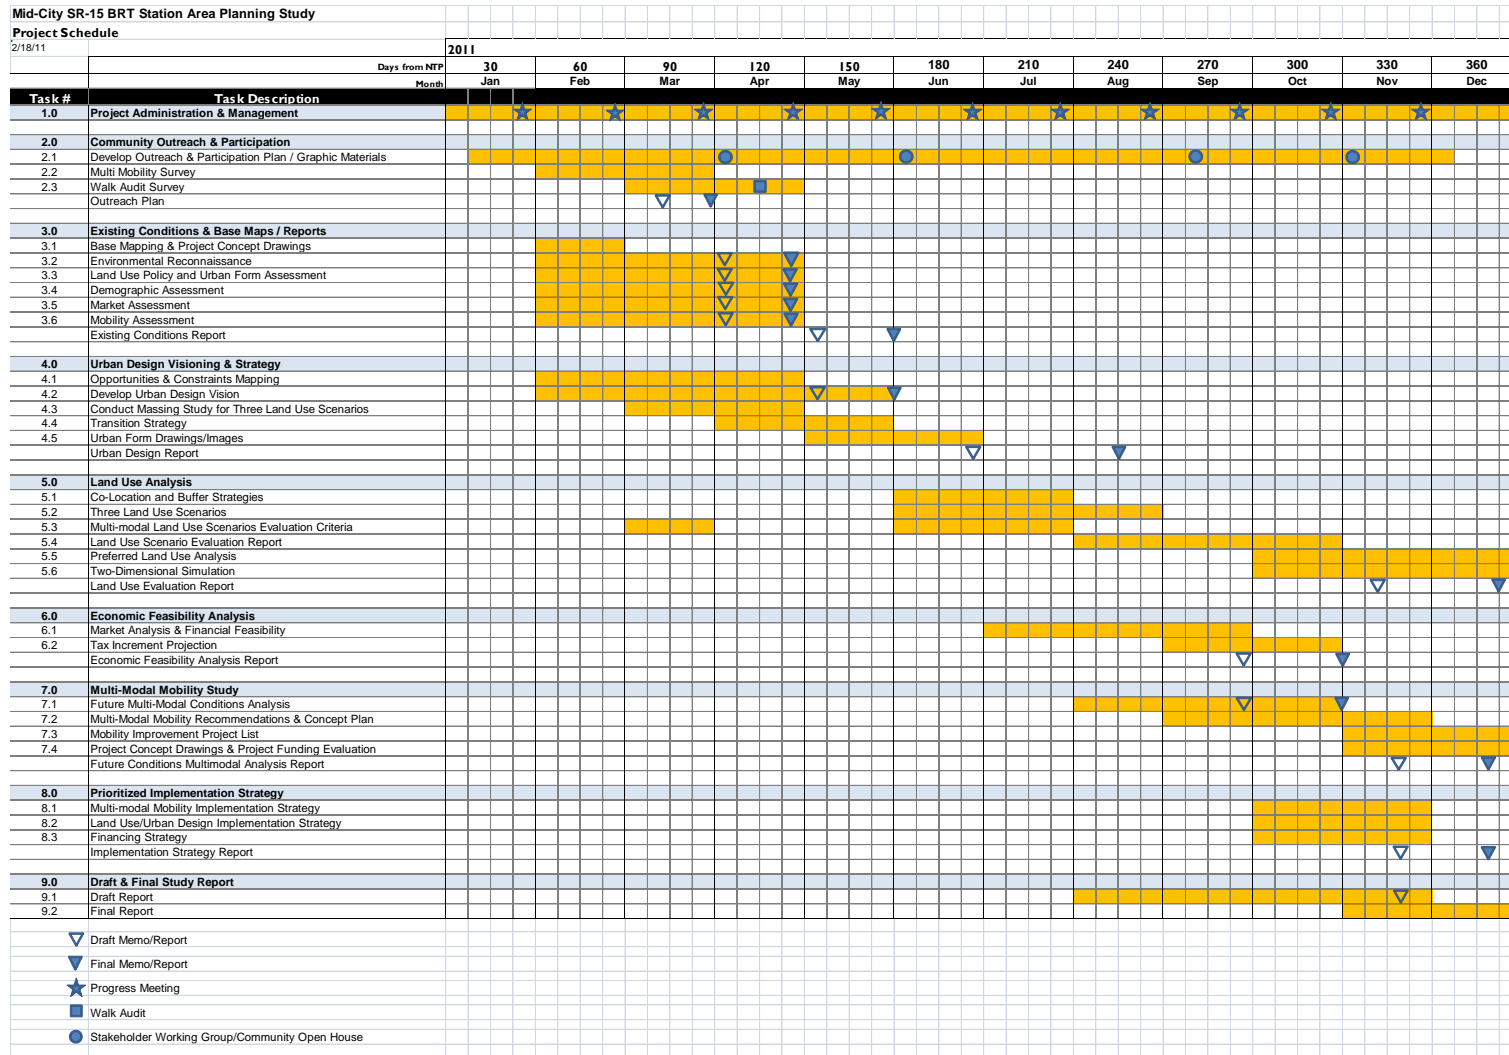 Mid-City SR-15 BRT Station Area Planning Study
Project Schedule
2/18/11
2011
Days from NTP 30 60 90 120 150 180 210 240 270 300 330 360
Month Jan Feb Mar Apr May Jun Jul Aug Sep Oct Nov Dec
Task # Task Description
1.0 Project Administration & Management
2.0 Community Outreach & Participation
2.1 Develop Outreach & Participation Plan / Graphic Materials
2.2 Multi Mobility Survey
2.3 Walk Audit Survey
Outreach Plan
3.0 Existing Conditions & Base Maps / Reports
3.1 Base Mapping & Project Concept Drawings
3.2 Environmental Reconnaissance
3.3 Land Use Policy and Urban Form Assessment
3.4 Demographic Assessment
3.5 Market Assessment
3.6 Mobility Assessment
Existing Conditions Report
4.0 Urban Design Visioning & Strategy
4.1 Opportunities & Constraints Mapping
4.2 Develop Urban Design Vision
4.3 Conduct Massing Study for Three Land Use Scenarios
4.4 Transition Strategy
4.5 Urban Form Drawings/Images
Urban Design Report
5.0 Land Use Analysis
5.1 Co-Location and Buffer Strategies
5.2 Three Land Use Scenarios
5.3 Multi-modal Land Use Scenarios Evaluation Criteria
5.4 Land Use Scenario Evaluation Report
5.5 Preferred Land Use Analysis
5.6 Two-Dimensional Simulation
Land Use Evaluation Report
6.0 Economic Feasibility Analysis
6.1 Market Analysis & Financial Feasibility
6.2 Tax Increment Projection
Economic Feasibility Analysis Report
7.0 Multi-Modal Mobility Study
7.1 Future Multi-Modal Conditions Analysis
7.2 Multi-Modal Mobility Recommendations & Concept Plan
7.3 Mobility Improvement Project List
7.4 Project Concept Drawings & Project Funding Evaluation
Future Conditions Multimodal Analysis Report
8.0 Prioritized Implementation Strategy
8.1 Multi-modal Mobility Implementation Strategy
8.2 Land Use/Urban Design Implementation Strategy
8.3 Financing Strategy
Implementation Strategy Report
9.0 Draft & Final Study Report
9.1 Draft Report
9.2 Final Report
Draft Memo/Report
Final Memo/Report
Progress Meeting
Walk Audit
Stakeholder Working Group/Community Open House